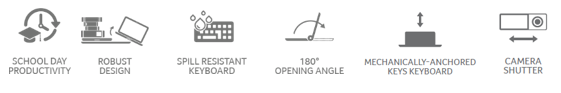 SCHOOL DAY
PRODUCTIVITY
ROBUST
DESIGN
SPILL RESISTANT
KEYBOARD
180°
OPENING ANGLE
MECHANICALLY-ANCHORED
KEYS KEYBOARD
CAMERA
SHUTTER